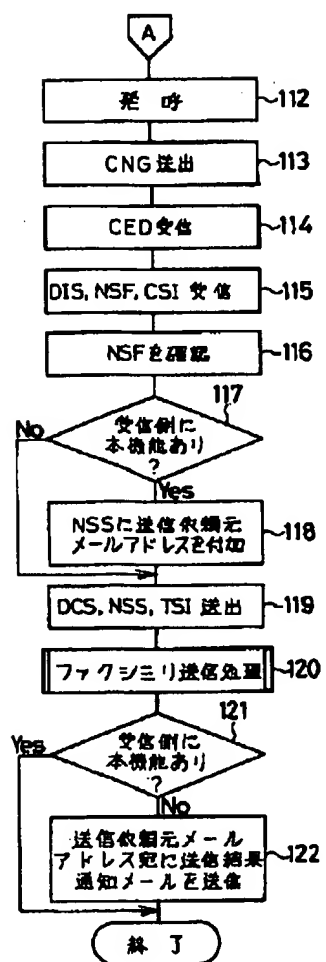 A
発呼
112
CNG送出
113
CED受信
114
DIS, NSF, CSI 受信
115
NSFを確認
116
117
受信側に
本機能あり
?
No
Yes
NSSに送信依頼元
メールアドレスを付加
118
DCS, NSS, TSI 送出
119
ファクシミリ送信処理
120
121
受信側に
本機能あり
?
Yes
No
送信依頼元メール
アドレス宛に送信結果
通知メールを送信
122
終了